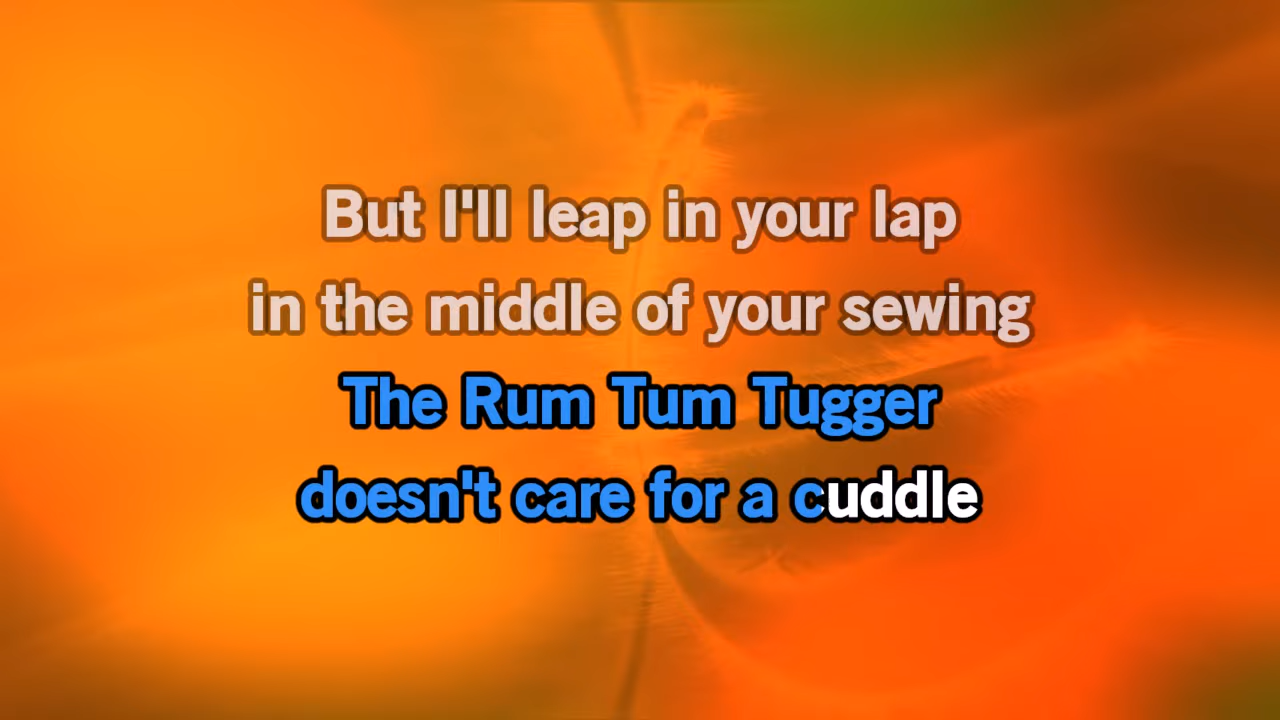 But I'll leap in your lap
in the middle of your sewing
The Rum Tum Tugger
doesn't care for a cuddle